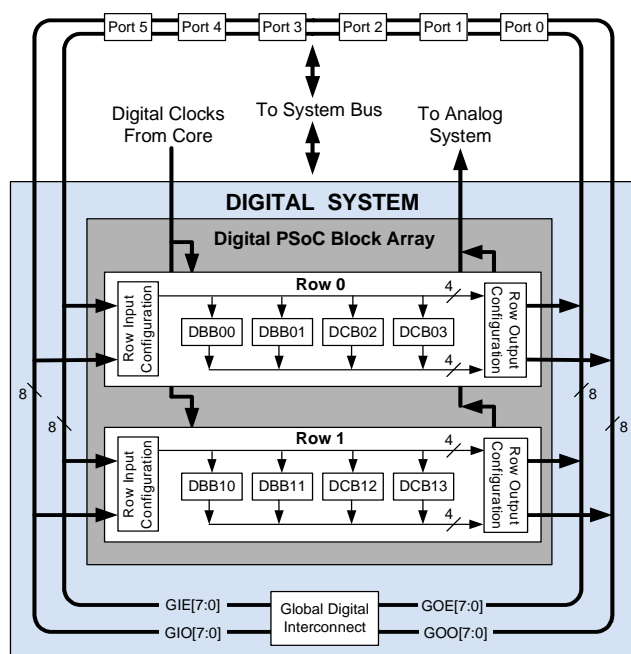 Port 5
Port 4
Port 3
Port 2
Port 1
Port 0
Digital Clocks
From Core
To System Bus
To Analog
System
DIGITAL SYSTEM
Digital PSoC Block Array
Row 0
4
Row Input
Configuration
DBB00
DBB01
DCB02
DCB03
4
Row Output
Configuration
8
8
8
8
Row 1
4
Row Input
Configuration
DBB10
DBB11
DCB12
DCB13
4
Row Output
Configuration
GIE[7:0]
GIO[7:0]
Global Digital
Interconnect
GOE[7:0]
GOO[7:0]